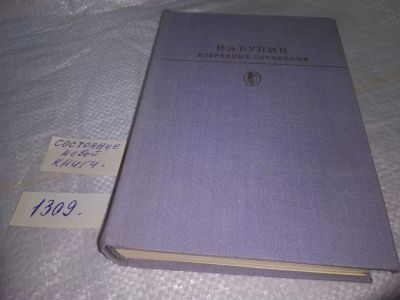 И·А·БУНИН
ИЗБРАННЫЕ СОЧИНЕНИЯ
СОСТОЯНИЕ
НОВОЙ
КНИГИ.
1309.